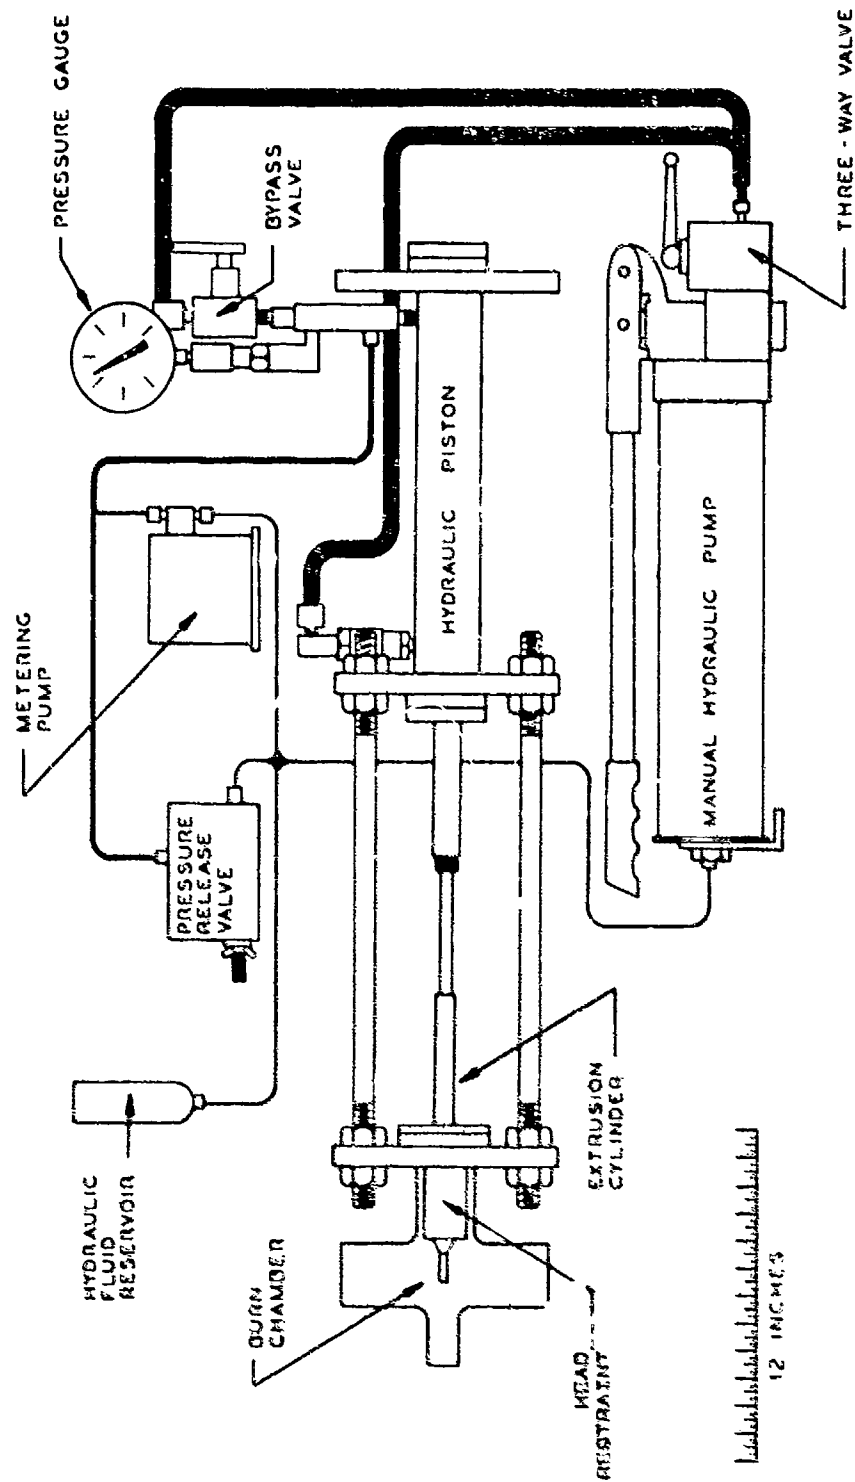 PRESSURE GAUGE
BYPASS
VALVE
METERING
PUMP
PRESSURE
RELEASE
VALVE
HYDRAULIC
FLUID
RESERVOIR
BURN
CHAMBER
HYDRAULIC PISTON
EXTRUSION
CYLINDER
HEAD
RESTRAINT
MANUAL HYDRAULIC PUMP
THREE-WAY VALVE
12 INCHES